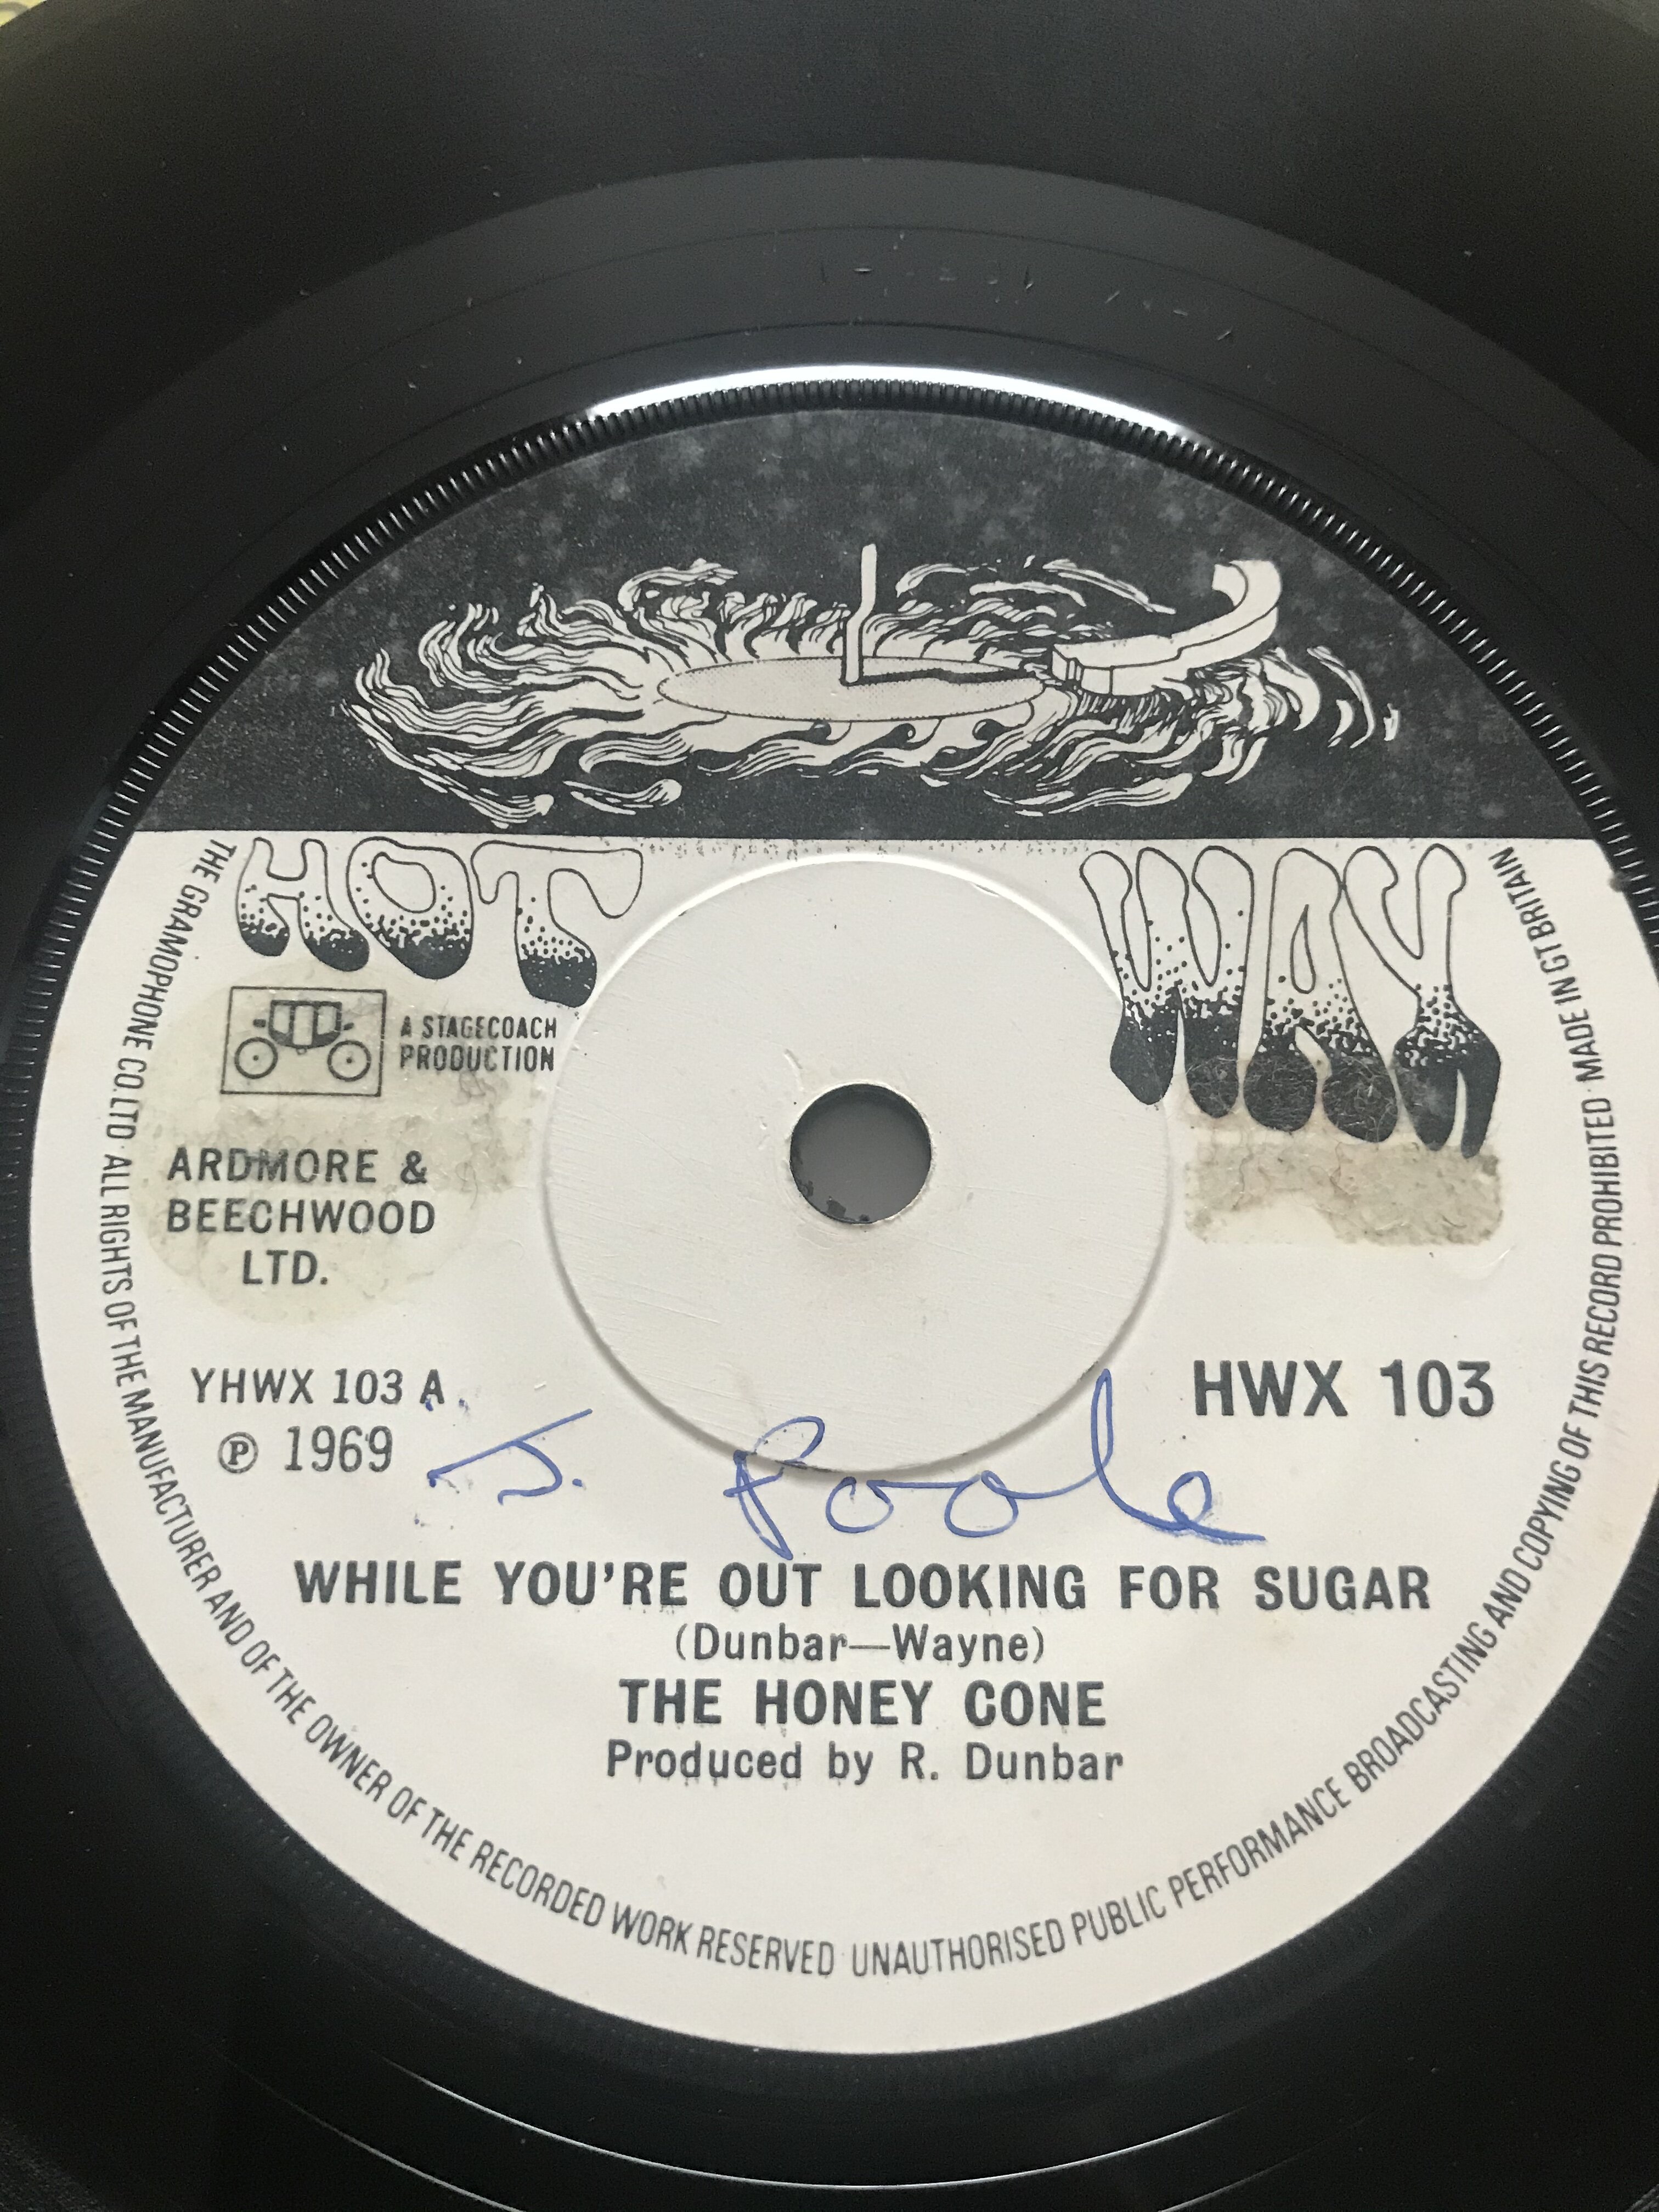 HOT WAX
A STAGECOACH
PRODUCTION
ARDMORE &
BEECHWOOD
LTD.
YHWX 103 A.
℗ 1969
HWX 103
J. Poole
WHILE YOU'RE OUT LOOKING FOR SUGAR
(Dunbar—Wayne)
THE HONEY CONE
Produced by R. Dunbar
THE GRAMOPHONE CO. LTD · ALL RIGHTS OF THE MANUFACTURER AND OF THE OWNER OF THE RECORDED WORK RESERVED · UNAUTHORISED PUBLIC PERFORMANCE BROADCASTING AND COPYING OF THIS RECORD PROHIBITED · MADE IN GT BRITAIN